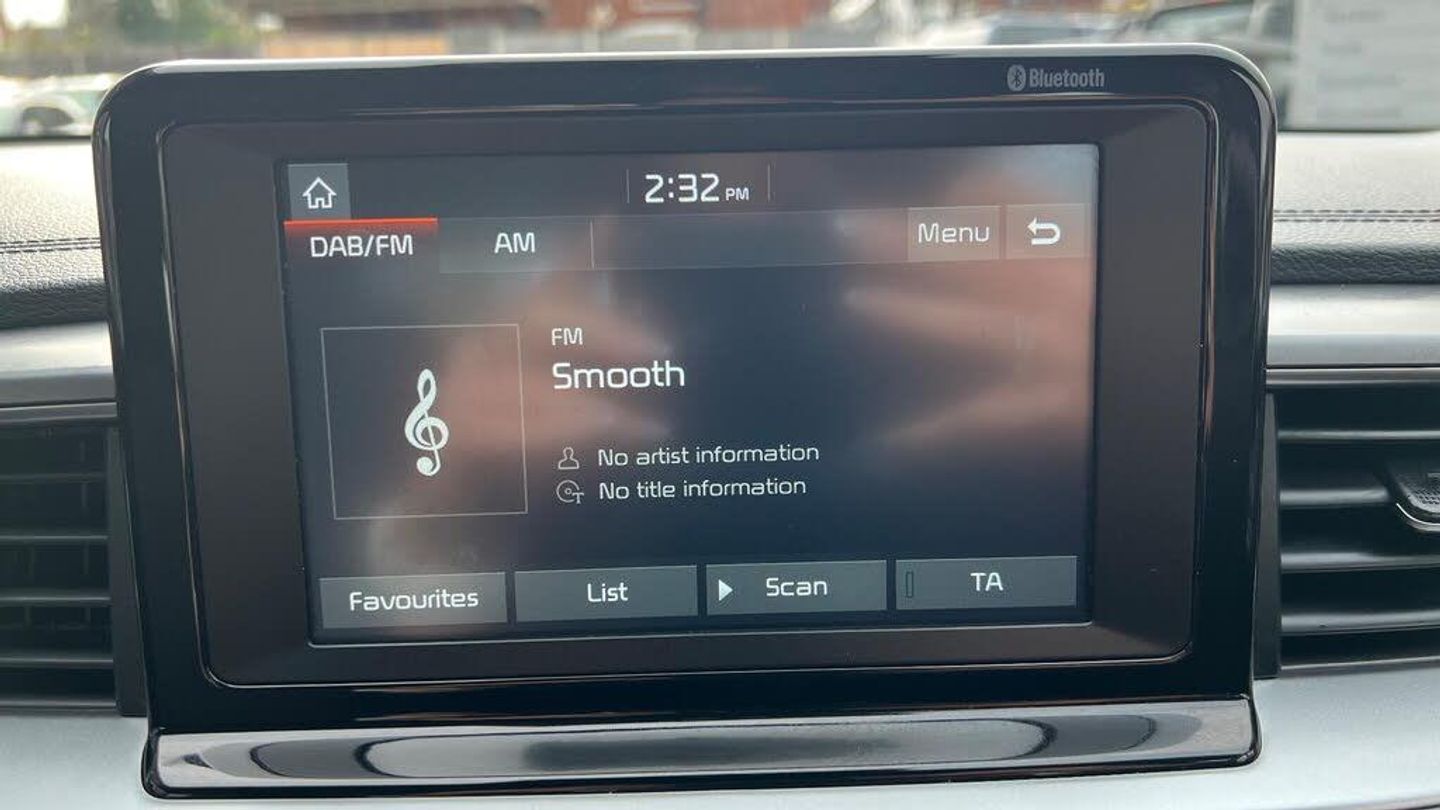 Bluetooth
2:32 PM
DAB/FM
AM
Menu
FM
Smooth
No artist information
No title information
Favourites
List
Scan
TA